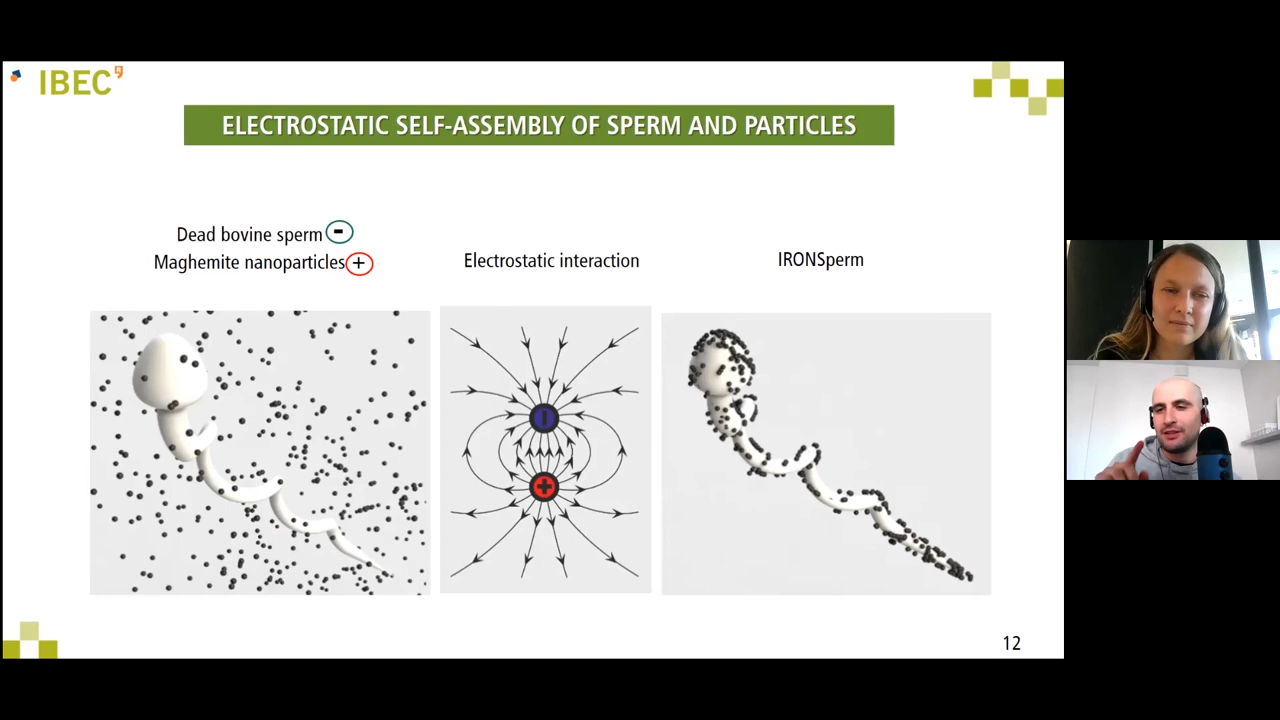 IBEC
ELECTROSTATIC SELF-ASSEMBLY OF SPERM AND PARTICLES
Dead bovine sperm -
Maghemite nanoparticles +
Electrostatic interaction
IRONSperm
-
+
12